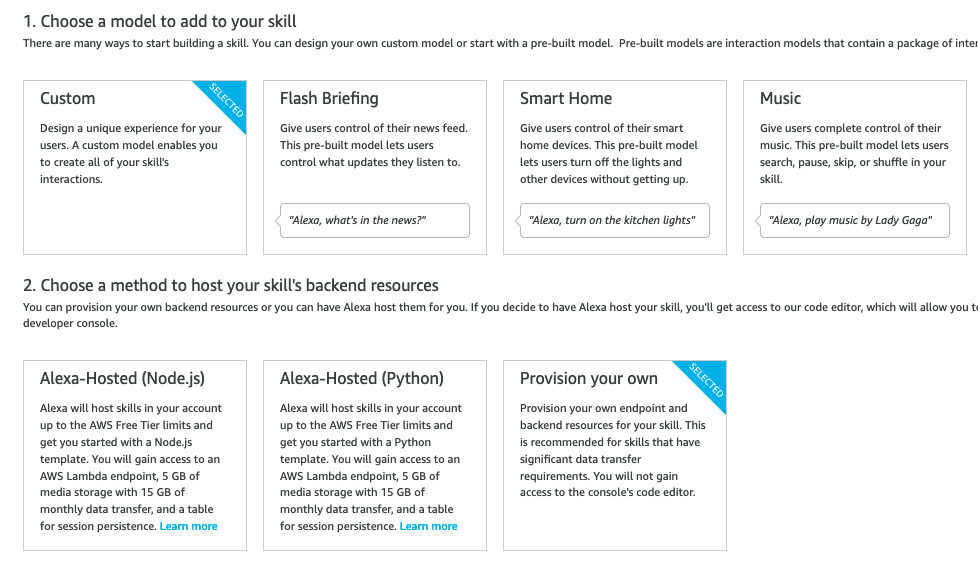 1. Choose a model to add to your skill
There are many ways to start building a skill. You can design your own custom model or start with a pre-built model. Pre-built models are interaction models that contain a package of
Custom
SELECTED
Design a unique experience for your
users. A custom model enables you
to create all of your skill's
interactions.
Flash Briefing
Give users control of their news feed.
This pre-built model lets users
control what updates they listen to.
"Alexa, what's in the news?"
Smart Home
Give users control of their smart
home devices. This pre-built model
lets users turn off the lights and
other devices without getting up.
"Alexa, turn on the kitchen lights"
Music
Give users complete control of their
music. This pre-built model lets users
search, pause, skip, or shuffle in your
skill.
"Alexa, play music by Lady Gaga"
2. Choose a method to host your skill's backend resources
You can provision your own backend resources or you can have Alexa host them for you. If you decide to have Alexa host your skill, you'll get access to our code editor, which will allow you
developer console.
Alexa-Hosted (Node.js)
Alexa will host skills in your account
up to the AWS Free Tier limits and
get you started with a Node.js
template. You will gain access to an
AWS Lambda endpoint, 5 GB of
media storage with 15 GB of
monthly data transfer, and a table
for session persistence. Learn more
Alexa-Hosted (Python)
Alexa will host skills in your account
up to the AWS Free Tier limits and
get you started with a Python
template. You will gain access to an
AWS Lambda endpoint, 5 GB of
media storage with 15 GB of
monthly data transfer, and a table
for session persistence. Learn more
Provision your own
SELECTED
Provision your own endpoint and
backend resources for your skill. This
is recommended for skills that have
significant data transfer
requirements. You will not gain
access to the console's code editor.